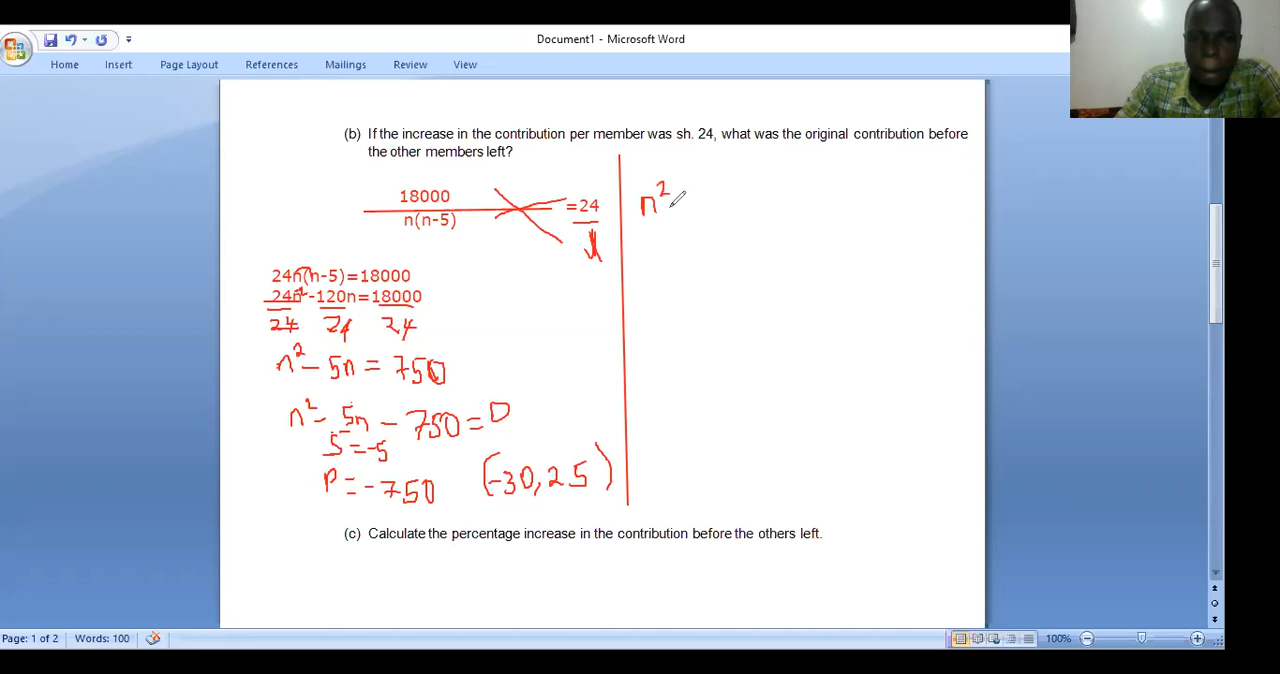 Document1 - Microsoft Word
Home Insert Page Layout References Mailings Review View
(b) If the increase in the contribution per member was sh. 24, what was the original contribution before
the other members left?
18000
n(n-5)
=24
24n(n-5)=18000
24n² -120n=18000
24 24 24
n² - 5n = 750
n² - 5n - 750 = 0
S = -5
P = -750
(-30, 25)
n²
(c) Calculate the percentage increase in the contribution before the others left.
Page: 1 of 2 Words: 100
100%